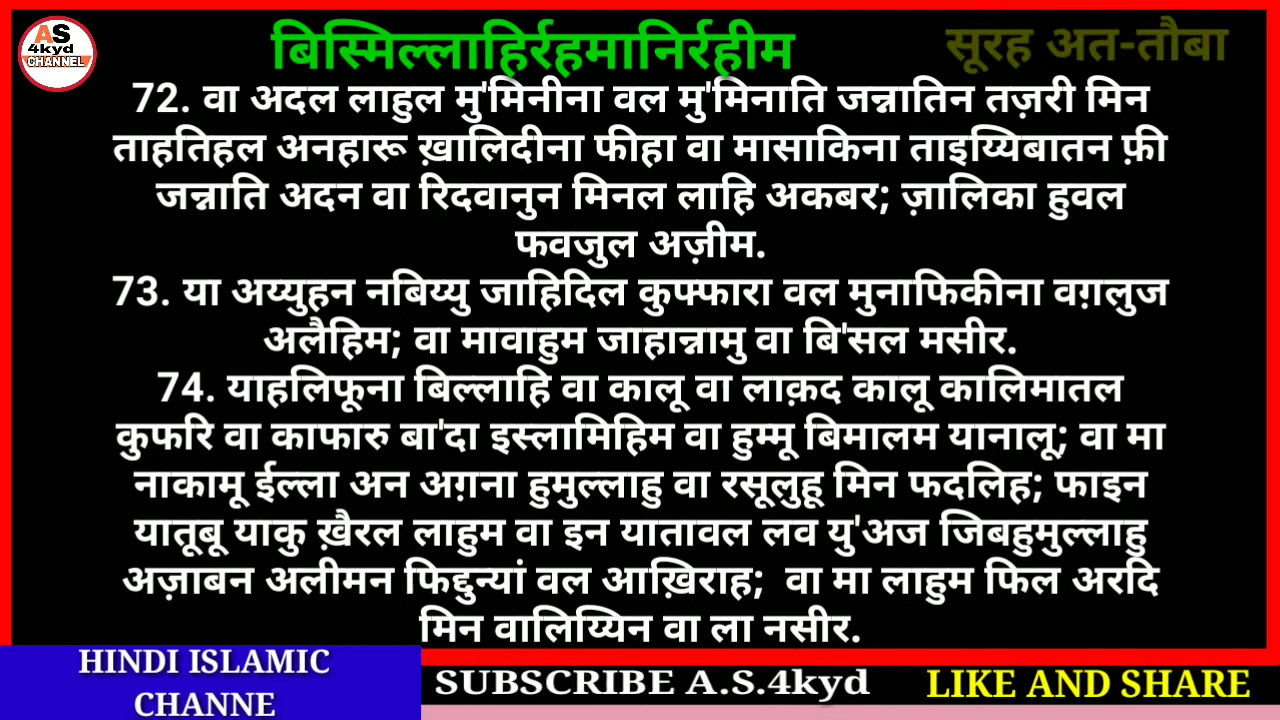 AS
4kyd
CHANNEL
बिस्मिल्लाहिर्रहमानिर्रहीम
सूरह अत-तौबा
72. वा अदल लाहुल मु'मिनीना वल मु'मिनाति जन्नातिन तज़री मिन
ताहतिहल अनहारू ख़ालिदीना फीहा वा मासाकिना ताइय्यिबातन फ़ी
जन्नाति अदन वा रिदवानुन मिनल लाहि अकबर; ज़ालिका हुवल
फवजुल अज़ीम.
73. या अय्युहन नबिय्यु जाहिदिल कुफ्फारा वल मुनाफिकीना वग़लुज
अलैहिम; वा मावाहुम जाहान्नामु वा बि'सल मसीर.
74. याहलिफूना बिल्लाहि वा कालू वा लाक़द कालू कालिमातल
कुफरि वा काफारु बा'दा इस्लामिहिम वा हुम्मू बिमालम यानालू; वा मा
नाकामू ईल्ला अन अग़ना हुमुल्लाहु वा रसूलुहू मिन फदलिह; फाइन
यातूबू याकु ख़ैरल लाहुम वा इन यातावल लव यु'अज जिबहुमुल्लाहु
अज़ाबन अलीमन फिद्दुन्यां वल आख़िराह; वा मा लाहुम फिल अरदि
मिन वालिय्यिन वा ला नसीर.
HINDI ISLAMIC
CHANNE
SUBSCRIBE A.S.4kyd
LIKE AND SHARE